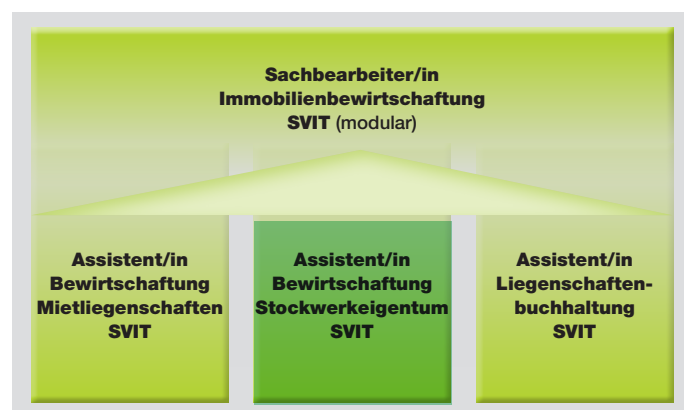 Sachbearbeiter/in
Immobilienbewirtschaftung
SVIT (modular)
Assistent/in
Bewirtschaftung
Mietliegenschaften
SVIT
Assistent/in
Bewirtschaftung
Stockwerkeigentum
SVIT
Assistent/in
Liegenschaften-
buchhaltung
SVIT